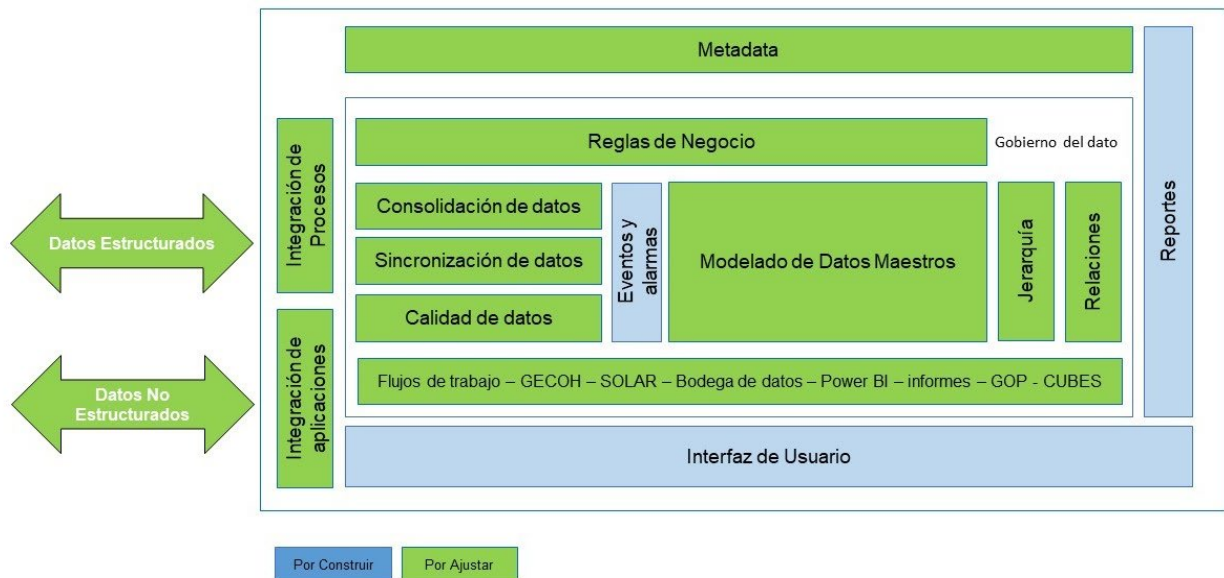 Metadata
Reglas de Negocio
Gobierno del dato
Integración de
Procesos
Datos Estructurados
Consolidación de datos
Sincronización de datos
Calidad de datos
Eventos y
alarmas
Modelado de Datos Maestros
Jerarquía
Relaciones
Reportes
Datos No
Estructurados
Integración de
aplicaciones
Flujos de trabajo – GECOH – SOLAR – Bodega de datos – Power BI – informes – GOP - CUBES
Interfaz de Usuario
Por Construir
Por Ajustar